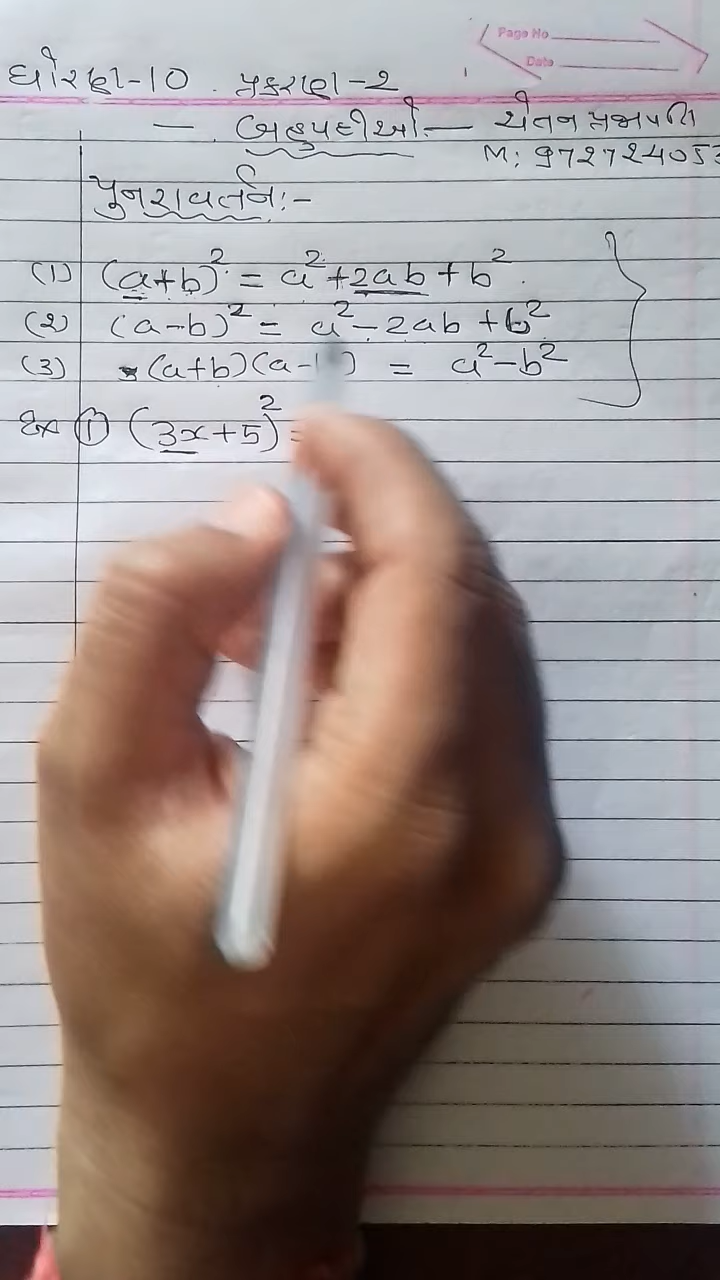 Page No
Date
ધોરણ-10 . પ્રકરણ-2
— બહુપદીઓ — ચેતન પ્રજાપતિ
M: 972724053
પુનરાવર્તન:-
(1) (a+b)² = a²+2ab+b²
(2) (a-b)² = a²-2ab+b²
(3) (a+b)(a- ) = a²-b²
① (3x+5)² =